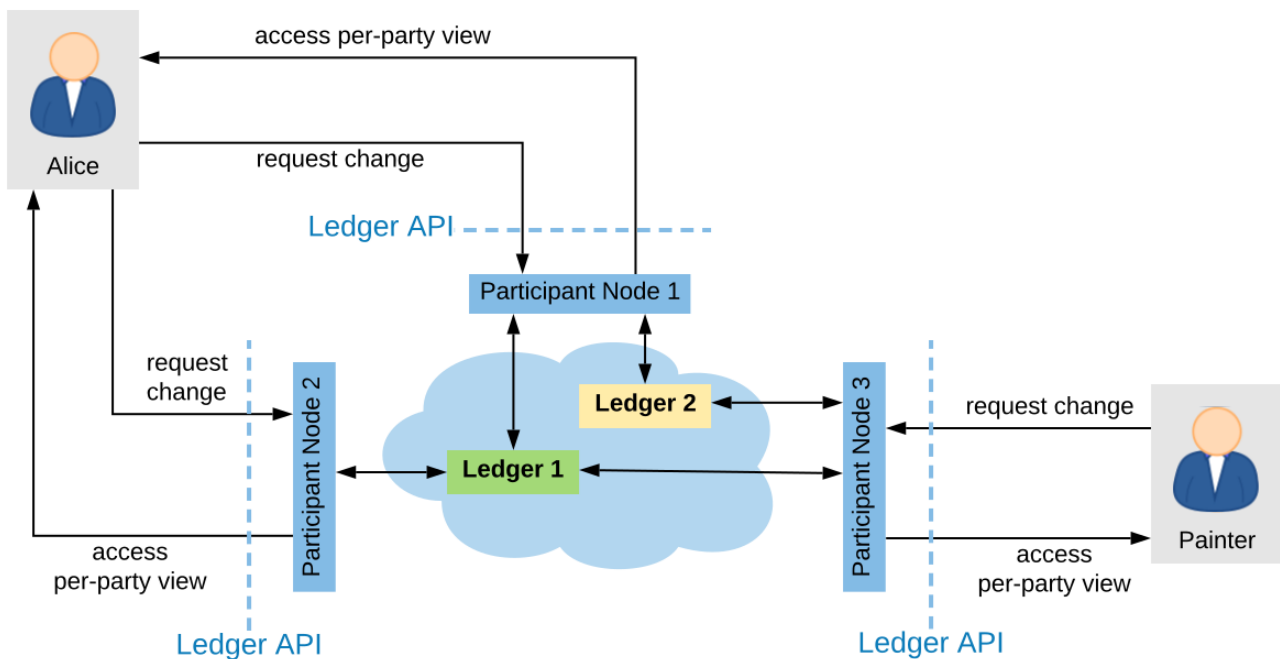 access per-party view
request change
Alice
Ledger API
Participant Node 1
request
change
Participant Node 2
Ledger 2
Ledger 1
Participant Node 3
request change
Painter
access
per-party view
access
per-party view
Ledger API
Ledger API